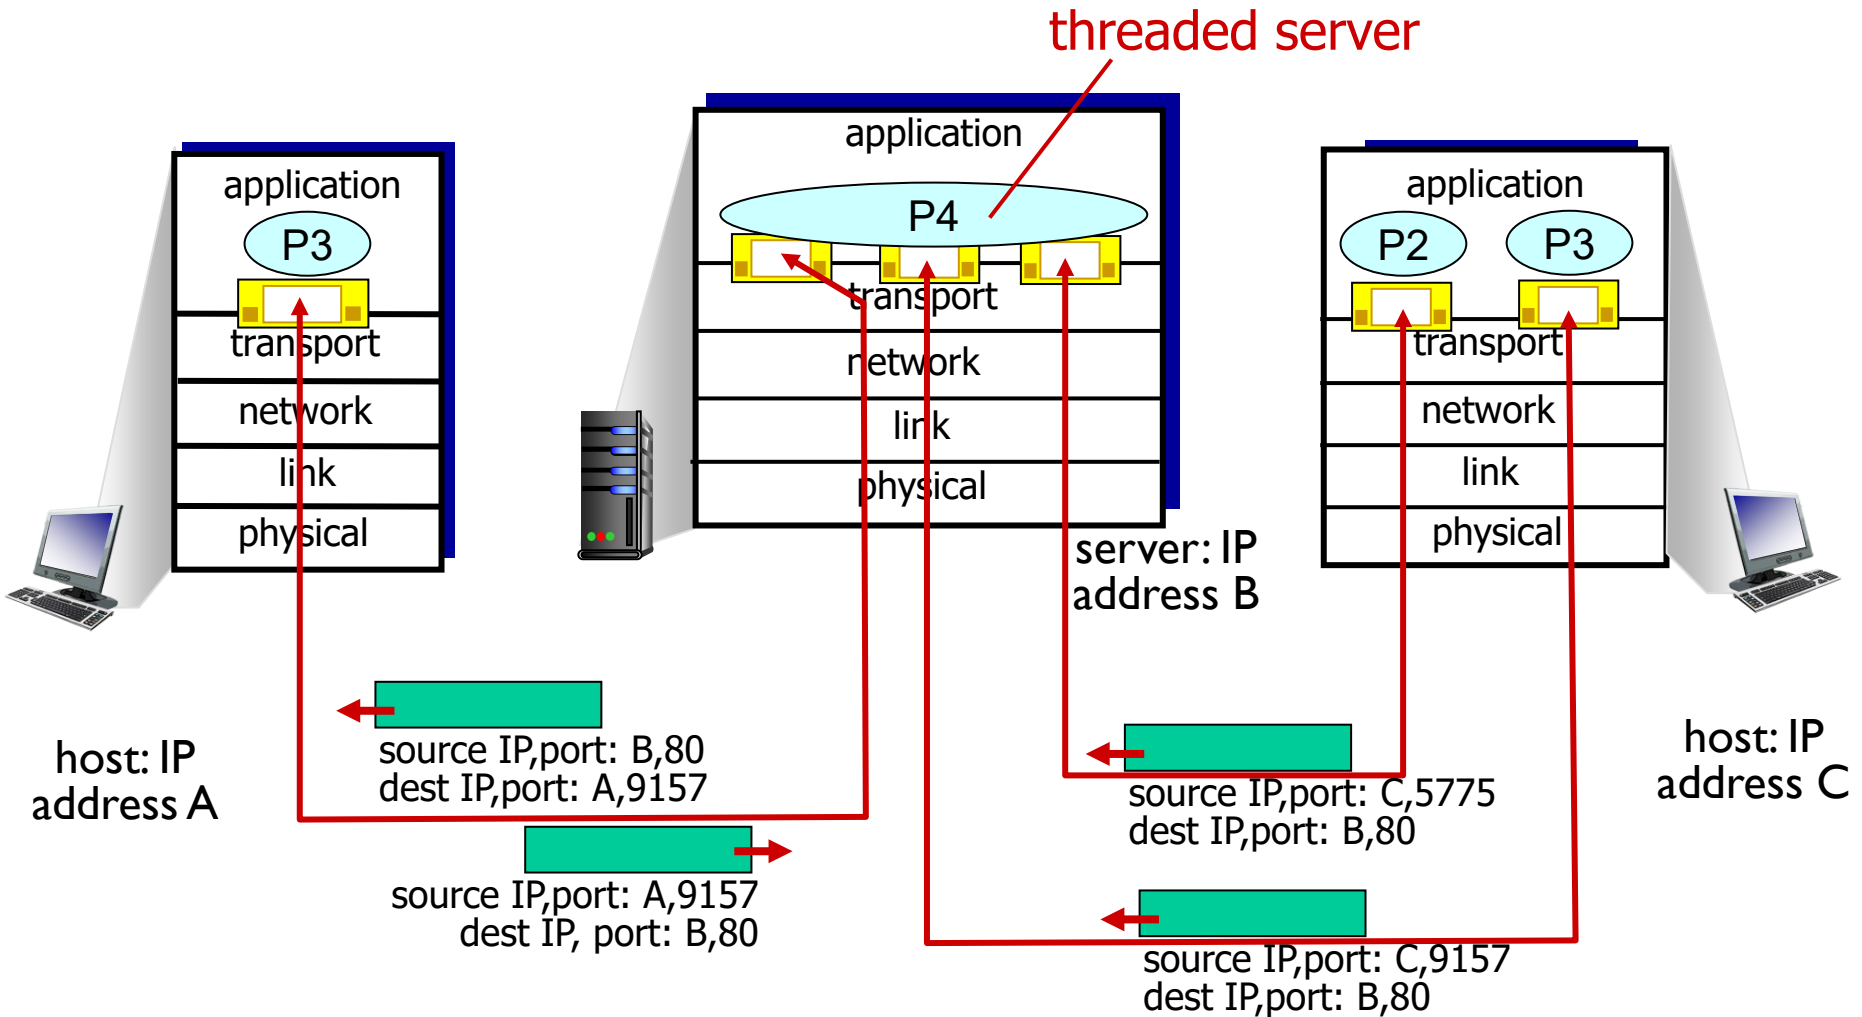 threaded server
application
P3
transport
network
link
physical
application
P4
transport
network
link
physical
application
P2
P3
transport
network
link
physical
server: IP
address B
host: IP
address A
source IP,port: B,80
dest IP,port: A,9157
source IP,port: A,9157
dest IP, port: B,80
source IP,port: C,5775
dest IP,port: B,80
source IP,port: C,9157
dest IP,port: B,80
host: IP
address C